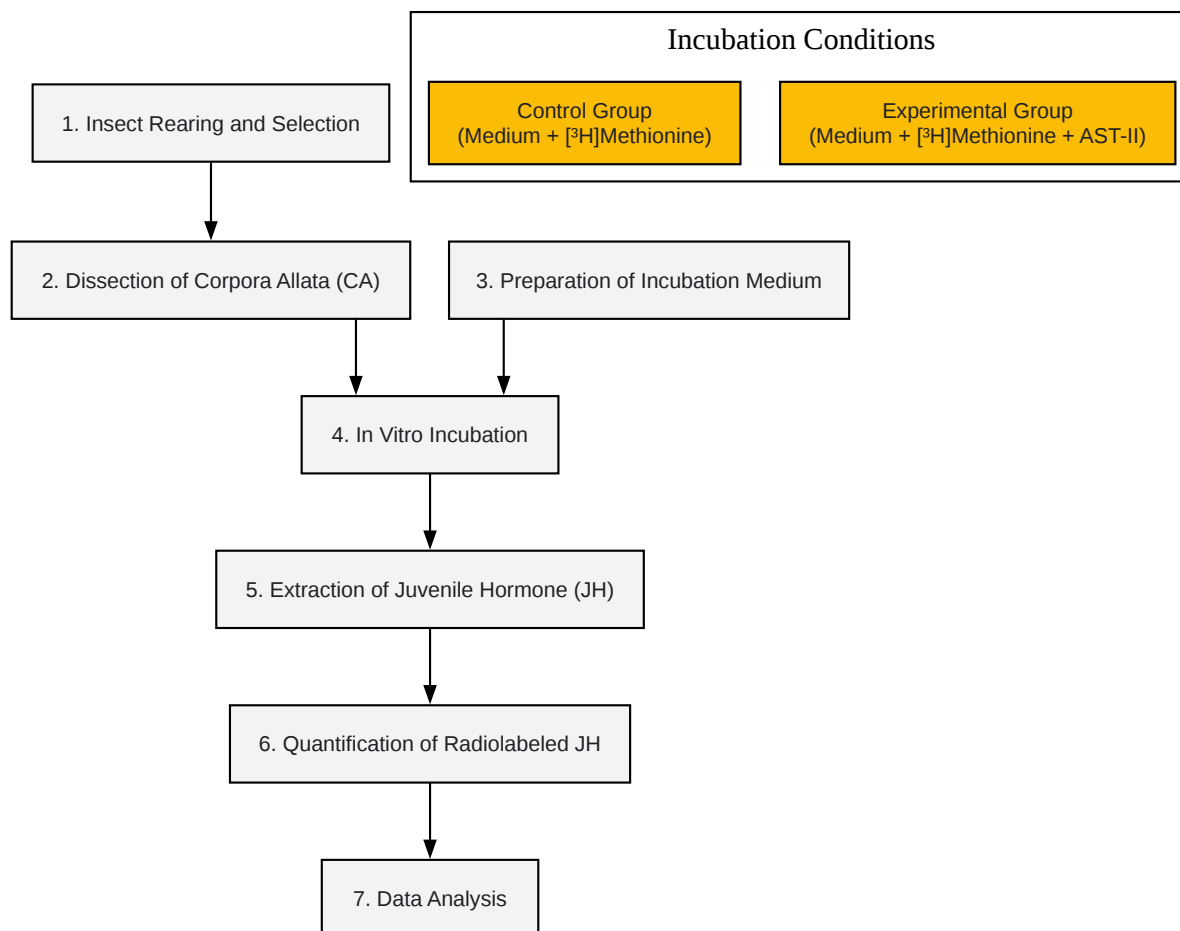 Incubation Conditions
Control Group
(Medium + [³H]Methionine)
Experimental Group
(Medium + [³H]Methionine + AST-II)
1. Insect Rearing and Selection
2. Dissection of Corpora Allata (CA)
3. Preparation of Incubation Medium
4. In Vitro Incubation
5. Extraction of Juvenile Hormone (JH)
6. Quantification of Radiolabeled JH
7. Data Analysis